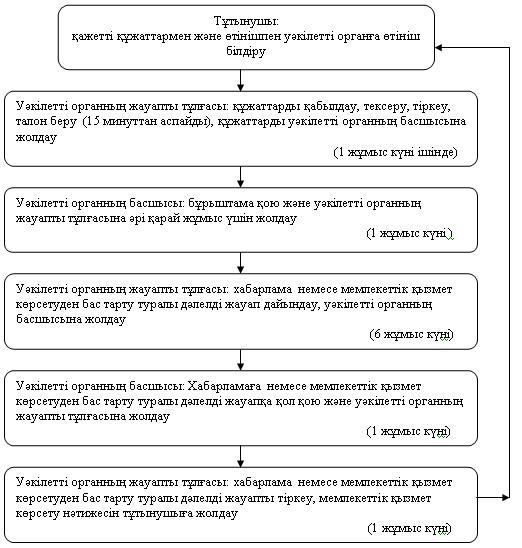 Тұтынушы:
қажетті құжаттармен және өтінішпен уәкілетті органға өтініш
білдіру
Уәкілетті органның жауапты тұлғасы: құжаттарды қабылдау, тексеру, тіркеу,
талон беру (15 минуттан аспайды), құжаттарды уәкілетті органның басшысына
жолдау
(1 жұмыс күні ішінде)
Уәкілетті органның басшысы: бұрыштама қою және уәкілетті органның
жауапты тұлғасына әрі қарай жұмыс үшін жолдау
(1 жұмыс күні)
Уәкілетті органның жауапты тұлғасы: хабарлама немесе мемлекеттік қызмет
көрсетуден бас тарту туралы дәлелді жауап дайындау, уәкілетті органның
басшысына жолдау
(6 жұмыс күні)
Уәкілетті органның басшысы: Хабарламаға немесе мемлекеттік қызмет
көрсетуден бас тарту туралы дәлелді жауапқа қол қою және уәкілетті органның
жауапты тұлғасына жолдау
(1 жұмыс күні)
Уәкілетті органның жауапты тұлғасы: хабарлама немесе мемлекеттік қызмет
көрсетуден бас тарту туралы дәлелді жауапты тіркеу, мемлекеттік қызмет
көрсету нәтижесін тұтынушыға жолдау
(1 жұмыс күні)